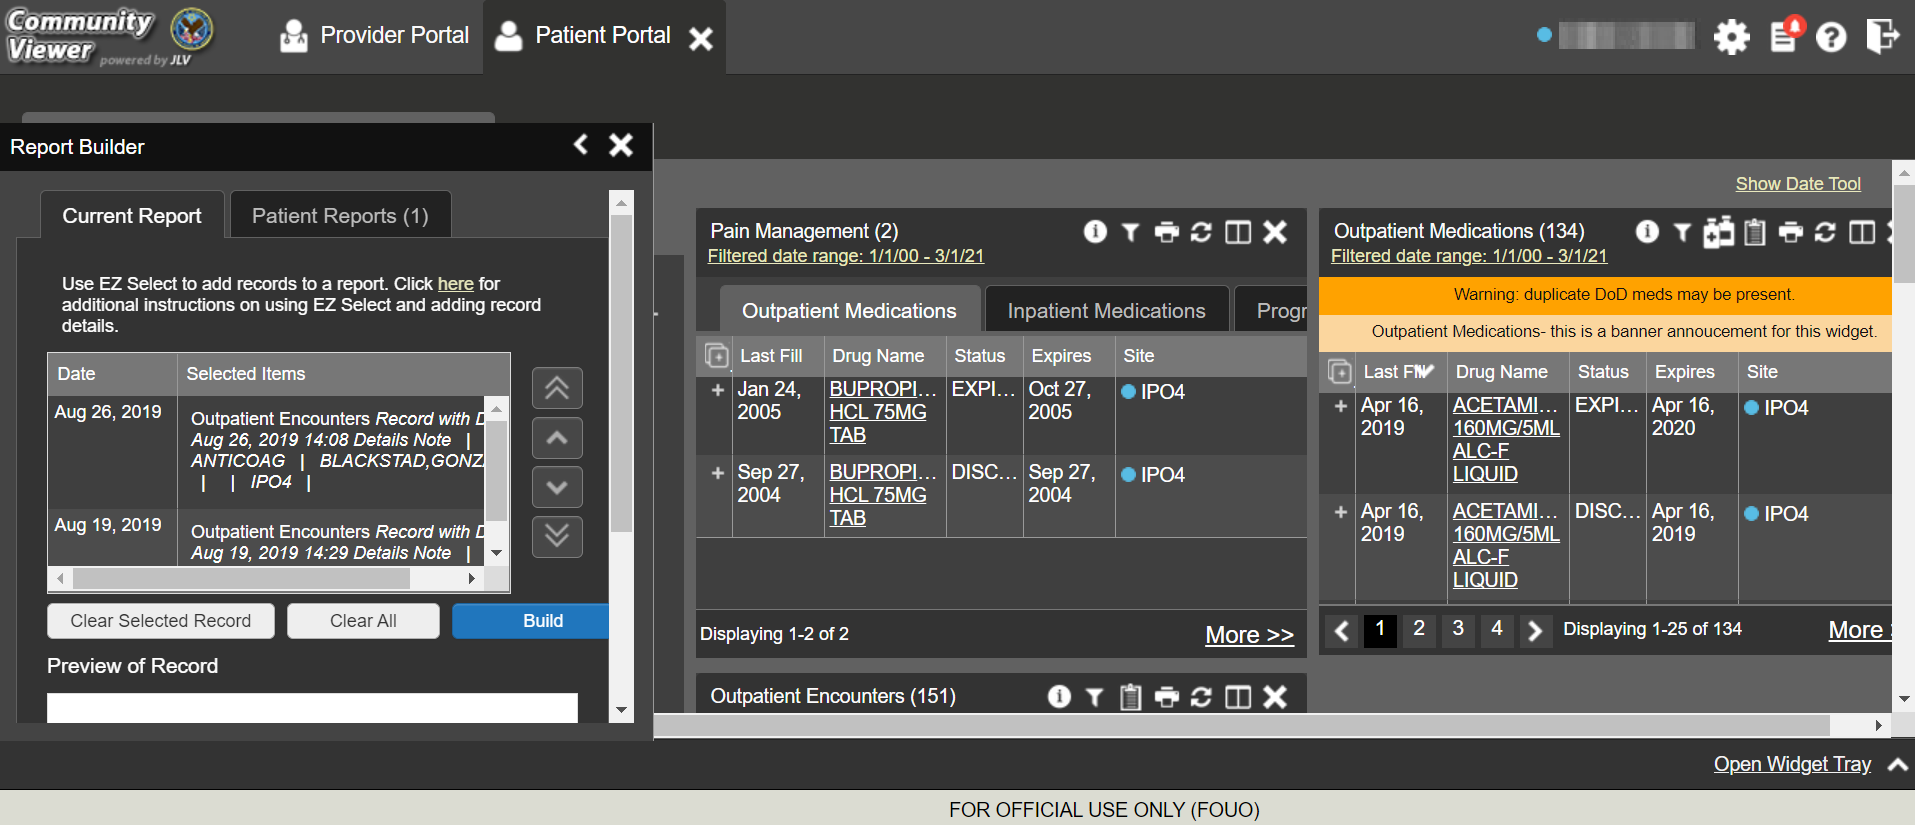 Community
Viewer
powered by JLV
Provider Portal
Patient Portal
Report Builder
Current Report
Patient Reports (1)
Use EZ Select to add records to a report. Click here for
additional instructions on using EZ Select and adding record
details.
Date
Selected Items
Aug 26, 2019
Outpatient Encounters Record with D
Aug 26, 2019 14:08 Details Note |
ANTICOAG | BLACKSTAD,GONZ
| | IPO4 |
Aug 19, 2019
Outpatient Encounters Record with D
Aug 19, 2019 14:29 Details Note |
Clear Selected Record
Clear All
Build
Preview of Record
Show Date Tool
Pain Management (2)
Filtered date range: 1/1/00 - 3/1/21
Outpatient Medications
Inpatient Medications
Progr
Last Fill
Drug Name
Status
Expires
Site
Jan 24,
2005
BUPROPI...
HCL 75MG
TAB
EXPI...
Oct 27,
2005
IPO4
Sep 27,
2004
BUPROPI...
HCL 75MG
TAB
DISC...
Sep 27,
2004
IPO4
Displaying 1-2 of 2
More >>
Outpatient Encounters (151)
Outpatient Medications (134)
Filtered date range: 1/1/00 - 3/1/21
Warning: duplicate DoD meds may be present.
Outpatient Medications- this is a banner annoucement for this widget.
Last Fill
Drug Name
Status
Expires
Site
Apr 16,
2019
ACETAMI...
160MG/5ML
ALC-F
LIQUID
EXPI...
Apr 16,
2020
IPO4
Apr 16,
2019
ACETAMI...
160MG/5ML
ALC-F
LIQUID
DISC...
Apr 16,
2019
IPO4
1 2 3 4
Displaying 1-25 of 134
More
Open Widget Tray
FOR OFFICIAL USE ONLY (FOUO)